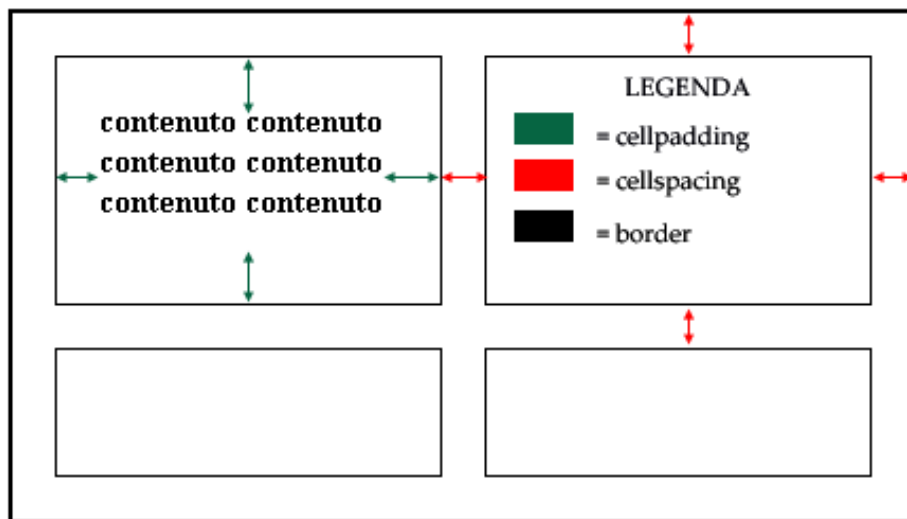 contenuto contenuto
contenuto contenuto
contenuto contenuto
LEGENDA
= cellpadding
= cellspacing
= border